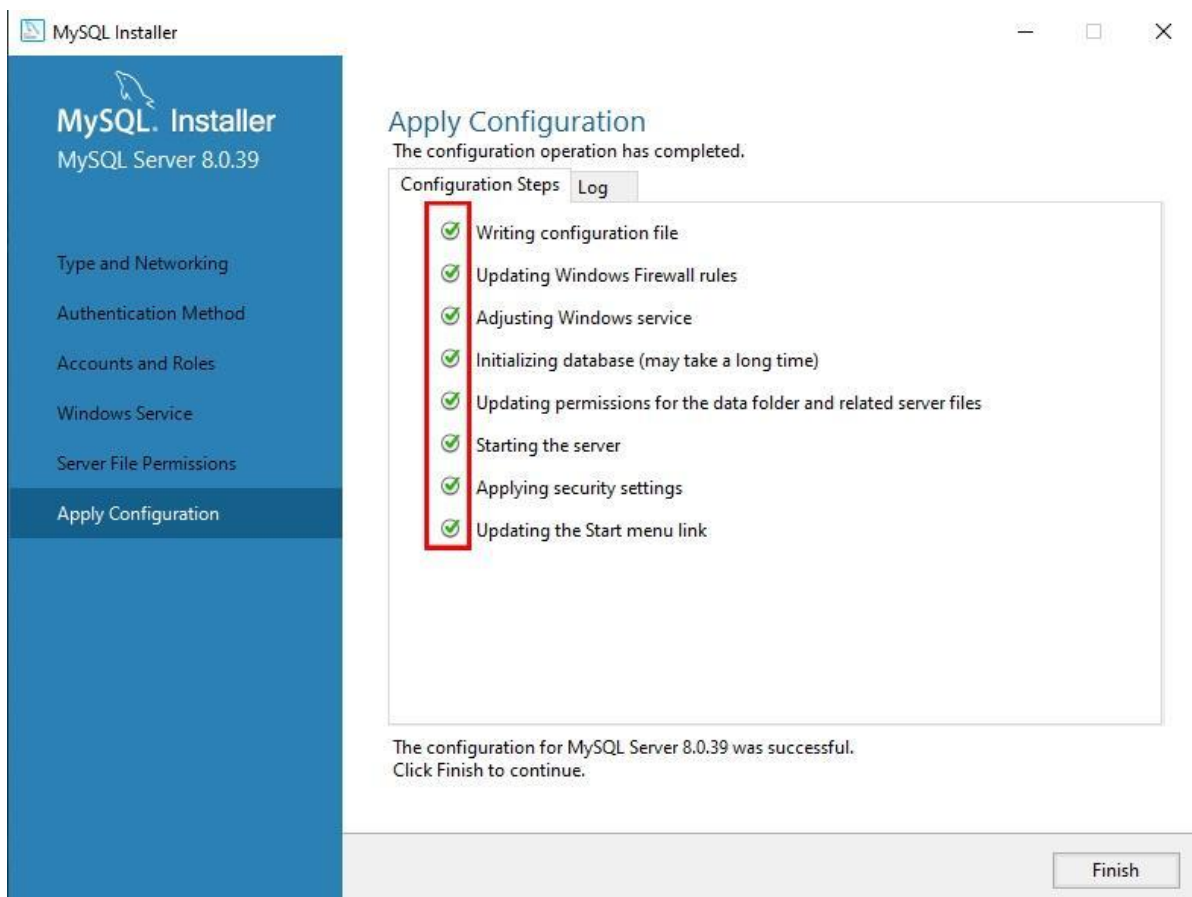 MySQL Installer
MySQL. Installer
MySQL Server 8.0.39
Type and Networking
Authentication Method
Accounts and Roles
Windows Service
Server File Permissions
Apply Configuration
Apply Configuration
The configuration operation has completed.
Configuration Steps
Log
Writing configuration file
Updating Windows Firewall rules
Adjusting Windows service
Initializing database (may take a long time)
Updating permissions for the data folder and related server files
Starting the server
Applying security settings
Updating the Start menu link
The configuration for MySQL Server 8.0.39 was successful.
Click Finish to continue.
Finish